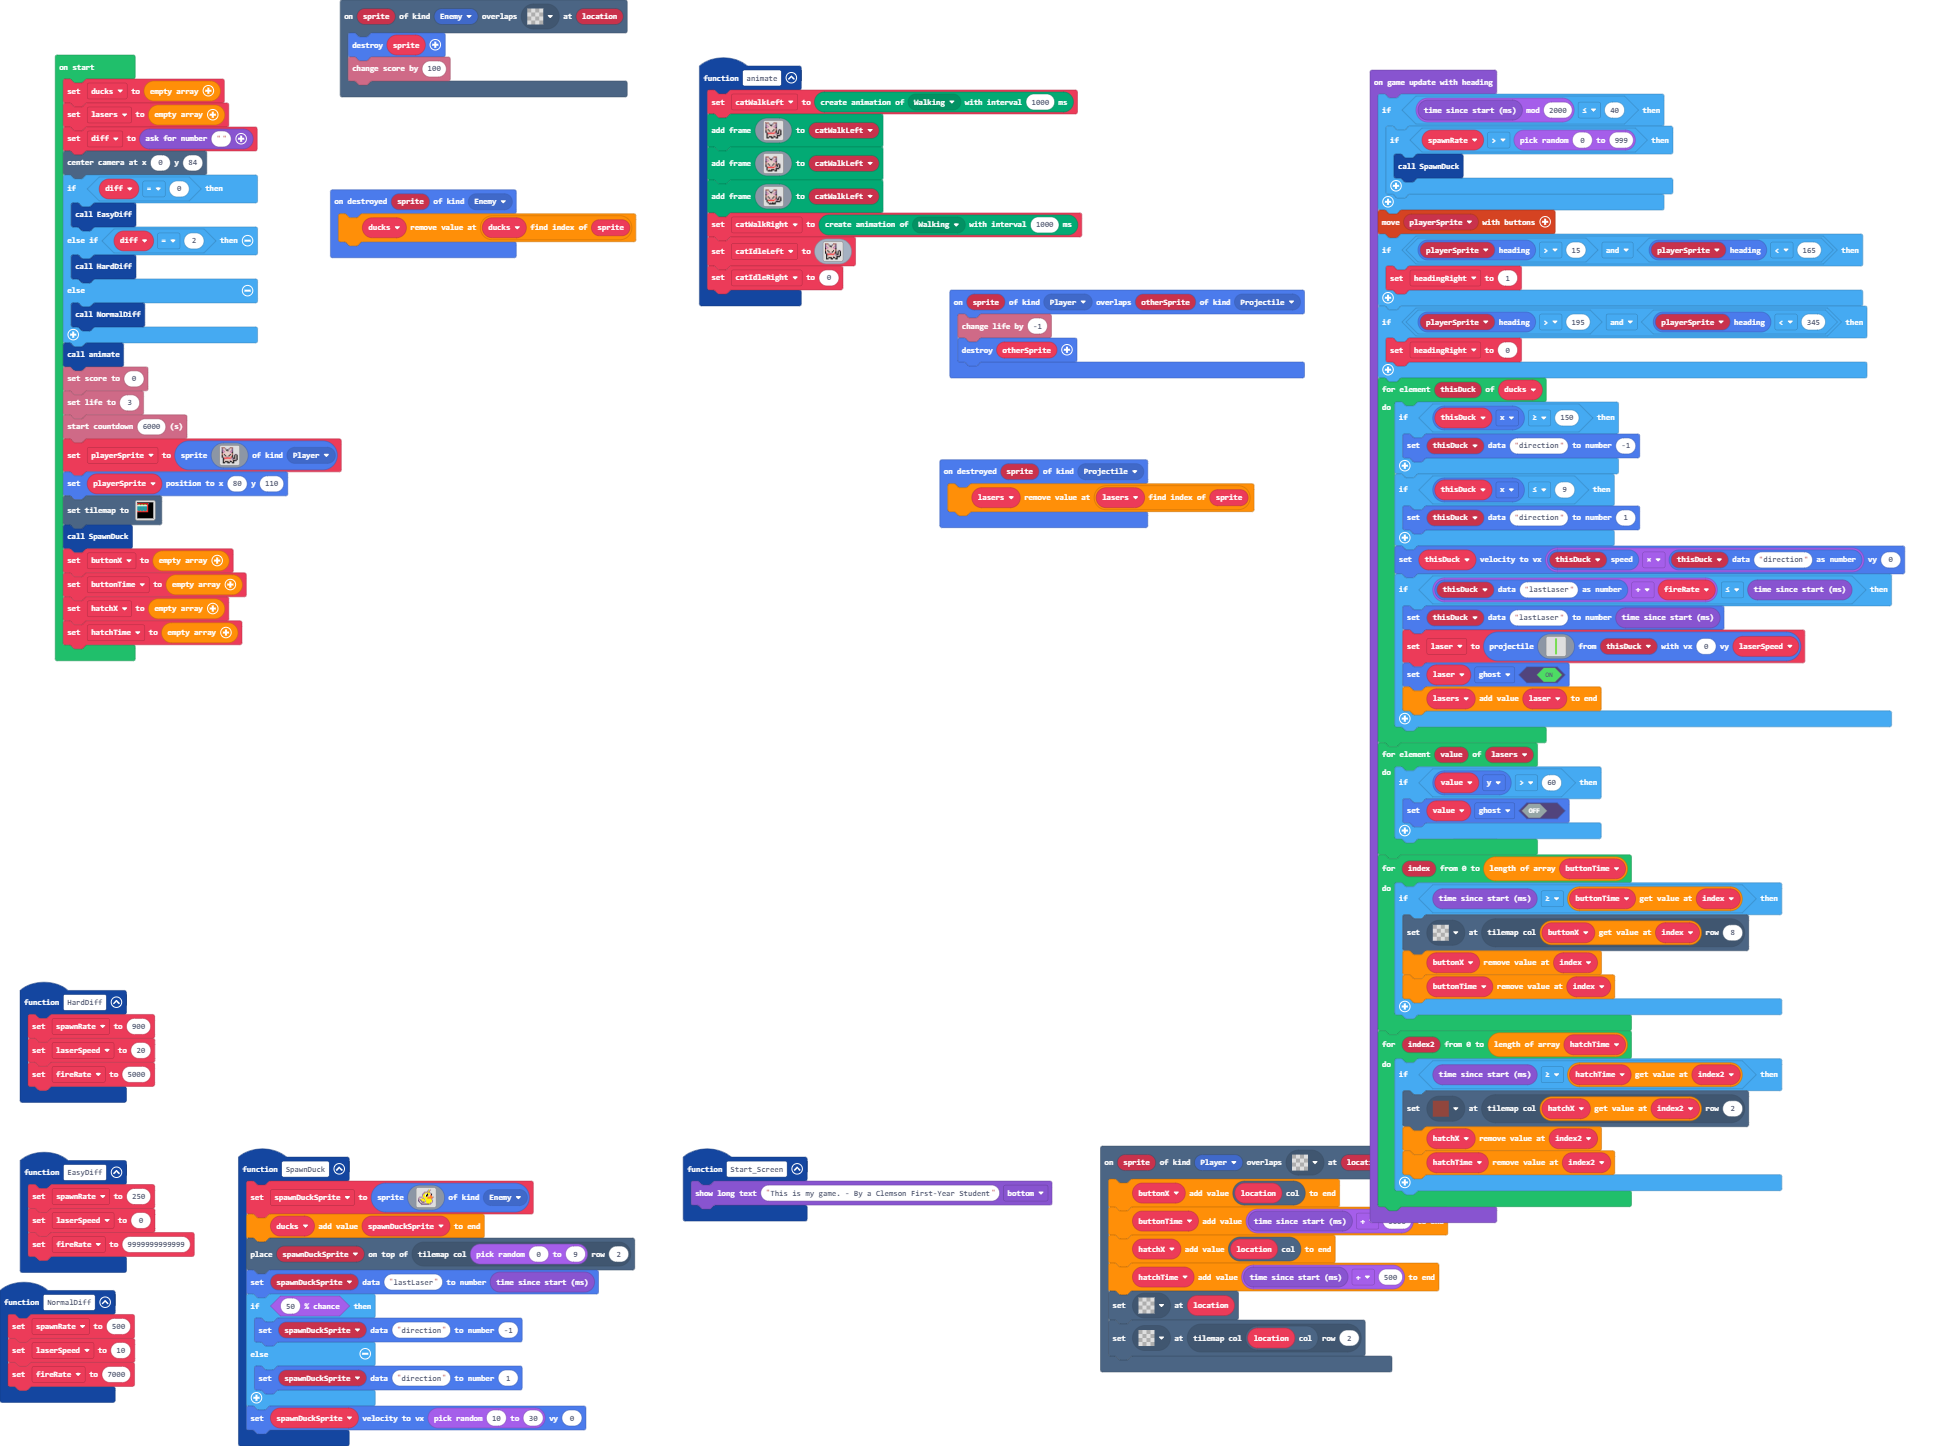 on sprite of kind Enemy overlaps at location
destroy sprite
change score by 100
on start
set ducks to empty array
set lasers to empty array
set diff to ask for number " "
center camera at x 0 y 84
if diff = 0 then
call EasyDiff
else if diff = 2 then
call HardDiff
else
call NormalDiff
call animate
set score to 0
set life to 3
start countdown 6000 (s)
set playerSprite to sprite of kind Player
set playerSprite position to x 80 y 110
set tilemap to
call SpawnDuck
set buttonX to empty array
set buttonTime to empty array
set hatchX to empty array
set hatchTime to empty array
on destroyed sprite of kind Enemy
ducks remove value at ducks find index of sprite
function animate
set catWalkLeft to create animation of Walking with interval 1000 ms
add frame to catWalkLeft
add frame to catWalkLeft
add frame to catWalkLeft
set catWalkRight to create animation of Walking with interval 1000 ms
set catIdleLeft to
set catIdleRight to 0
on sprite of kind Player overlaps otherSprite of kind Projectile
change life by -1
destroy otherSprite
on destroyed sprite of kind Projectile
lasers remove value at lasers find index of sprite
on game update with heading
if time since start (ms) mod 2000 ≤ 40 then
if spawnRate > pick random 0 to 999 then
call SpawnDuck
move playerSprite with buttons
if playerSprite heading > 15 and playerSprite heading < 165 then
set headingRight to 1
if playerSprite heading > 195 and playerSprite heading < 345 then
set headingRight to 0
for element thisDuck of ducks
do
if thisDuck x ≥ 150 then
set thisDuck data "direction" to number -1
if thisDuck x ≤ 9 then
set thisDuck data "direction" to number 1
set thisDuck velocity to vx thisDuck speed × thisDuck data "direction" as number vy 0
if thisDuck data "lastLaser" as number + fireRate ≤ time since start (ms) then
set thisDuck data "lastLaser" to number time since start (ms)
set laser to projectile from thisDuck with vx 0 vy laserSpeed
set laser ghost ON
lasers add value laser to end
for element value of lasers
do
if value y > 60 then
set value ghost OFF
for index from 0 to length of array buttonTime
do
if time since start (ms) ≥ buttonTime get value at index then
set at tilemap col buttonX get value at index row 8
buttonX remove value at index
buttonTime remove value at index
for index2 from 0 to length of array hatchTime
do
if time since start (ms) ≥ hatchTime get value at index2 then
set at tilemap col hatchX get value at index2 row 2
hatchX remove value at index2
hatchTime remove value at index2
function HardDiff
set spawnRate to 900
set laserSpeed to 20
set fireRate to 5000
function EasyDiff
set spawnRate to 250
set laserSpeed to 0
set fireRate to 9999999999999
function NormalDiff
set spawnRate to 500
set laserSpeed to 10
set fireRate to 7000
function SpawnDuck
set spawnDuckSprite to sprite of kind Enemy
ducks add value spawnDuckSprite to end
place spawnDuckSprite on top of tilemap col pick random 0 to 9 row 2
set spawnDuckSprite data "lastLaser" to number time since start (ms)
if 50 % chance then
set spawnDuckSprite data "direction" to number -1
else
set spawnDuckSprite data "direction" to number 1
set spawnDuckSprite velocity to vx pick random 10 to 30 vy 0
function Start_Screen
show long text "This is my game. - By a Clemson First-Year Student" bottom
on sprite of kind Player overlaps at
buttonX add value location col to end
buttonTime add value time since start (ms) +
hatchX add value location col to end
hatchTime add value time since start (ms) + 500 to end
set at location
set at tilemap col location col row 2